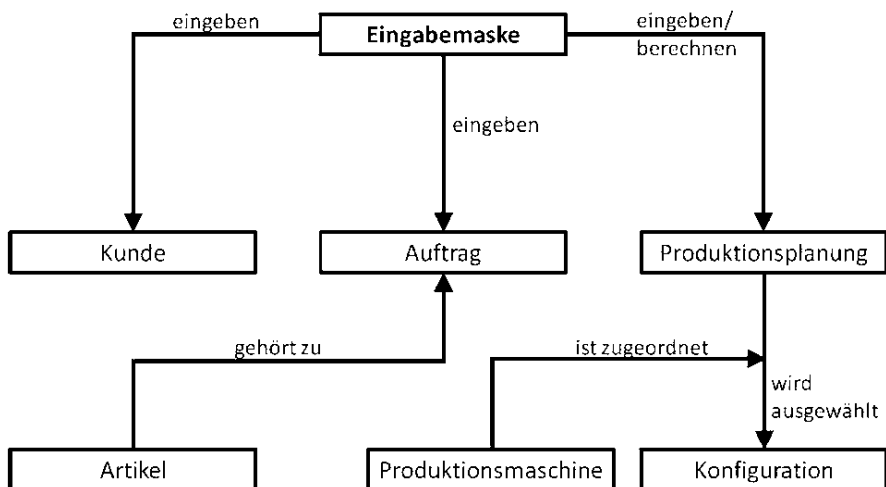 eingeben
Eingabemaske
eingeben/
berechnen
eingeben
Kunde
Auftrag
Produktionsplanung
gehört zu
ist zugeordnet
wird
ausgewählt
Artikel
Produktionsmaschine
Konfiguration